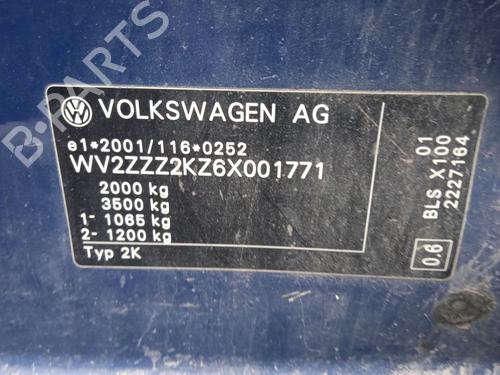 VOLKSWAGEN AG
e1*2001/116*0252
WV2ZZZ2KZ6X001771
2000 kg
3500 kg
1- 1065 kg
2- 1200 kg
Typ 2K
01
BLS X100
2227184
0.6
B-PARTS